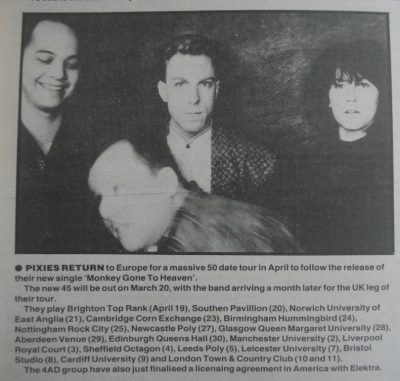 ● PIXIES RETURN to Europe for a massive 50 date tour in April to follow the release of
their new single 'Monkey Gone To Heaven'.
The new 45 will be out on March 20, with the band arriving a month later for the UK leg of
their tour.
They play Brighton Top Rank (April 19), Southen Pavillion (20), Norwich University of
East Anglia (21), Cambridge Corn Exchange (23), Birmingham Hummingbird (24),
Nottingham Rock City (25), Newcastle Poly (27), Glasgow Queen Margaret University (28),
Aberdeen Venue (29), Edinburgh Queens Hall (30), Manchester University (2), Liverpool
Royal Court (3), Sheffield Octagon (4), Leeds Poly (5), Leicester University (7), Bristol
Studio (8), Cardiff University (9) and London Town & Country Club (10 and 11).
The 4AD group have also just finalised a licensing agreement in America with Elektra.